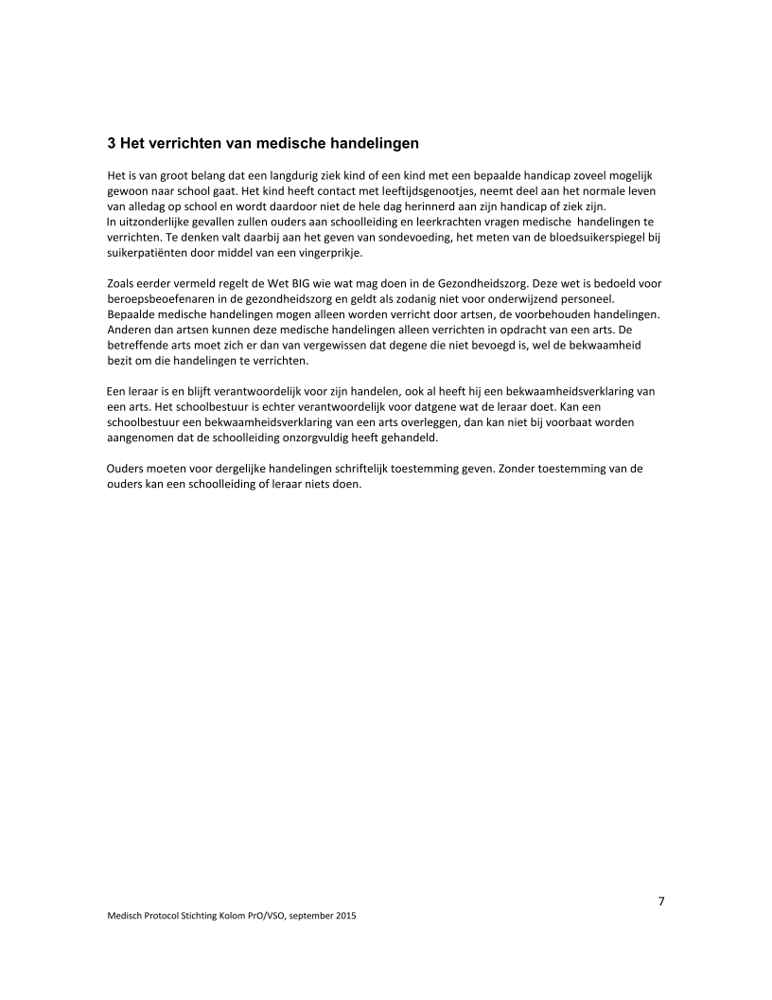 3 Het verrichten van medische handelingen
Het is van groot belang dat een langdurig ziek kind of een kind met een bepaalde handicap zoveel mogelijk
gewoon naar school gaat. Het kind heeft contact met leeftijdsgenootjes, neemt deel aan het normale leven
van alledag op school en wordt daardoor niet de hele dag herinnerd aan zijn handicap of ziek zijn.
In uitzonderijke gevallen zullen ouders aan schoolleiding en leerkrachten vragen medische  handelingen te
verrichten. Te denken valt daarbij aan het geven van sondevoeding, het meten van de bloedsuikerspiegel bij
suikerpatiënten door middel van een vingerprikje.
Zoals eerder vermeld regelt de Wet BIG wie wat mag doen in de Gezondheidszorg. Deze wet is bedoeld voor
beroepsbeoefenaren in de gezondheidszorg en geldt als zodanig niet voor onderwijzend personeel.
Bepaalde medische handelingen mogen alleen worden verricht door artsen, de voorbehouden handelingen.
Anderen dan artsen kunnen deze medische handelingen alleen verrichten in opdracht van een arts. De
betreffende arts moet zich er dan van vergewissen dat degene die niet bevoegd is, wel de bekwaamheid
bezit om die handelingen te verrichten.
Een leraar is en blijft verantwoordelijk voor zijn handelen, ook al heeft hij een bekwaamheidsverklaring van
een arts. Het schoolbestuur is echter verantwoordelijk voor datgene wat de leraar doet. Kan een
schoolbestuur een bekwaamheidsverklaring van een arts overleggen, dan kan niet bij voorbaat worden
aangenomen dat de schoolleiding onzorgvuldig heeft gehandeld.
Ouders moeten voor dergelijke handelingen schriftelijk toestemming geven. Zonder toestemming van de
ouders kan een schoolleiding of leraar niets doen.
7
Medisch Protocol Stichting Kolom PrO/VSO, september 2015